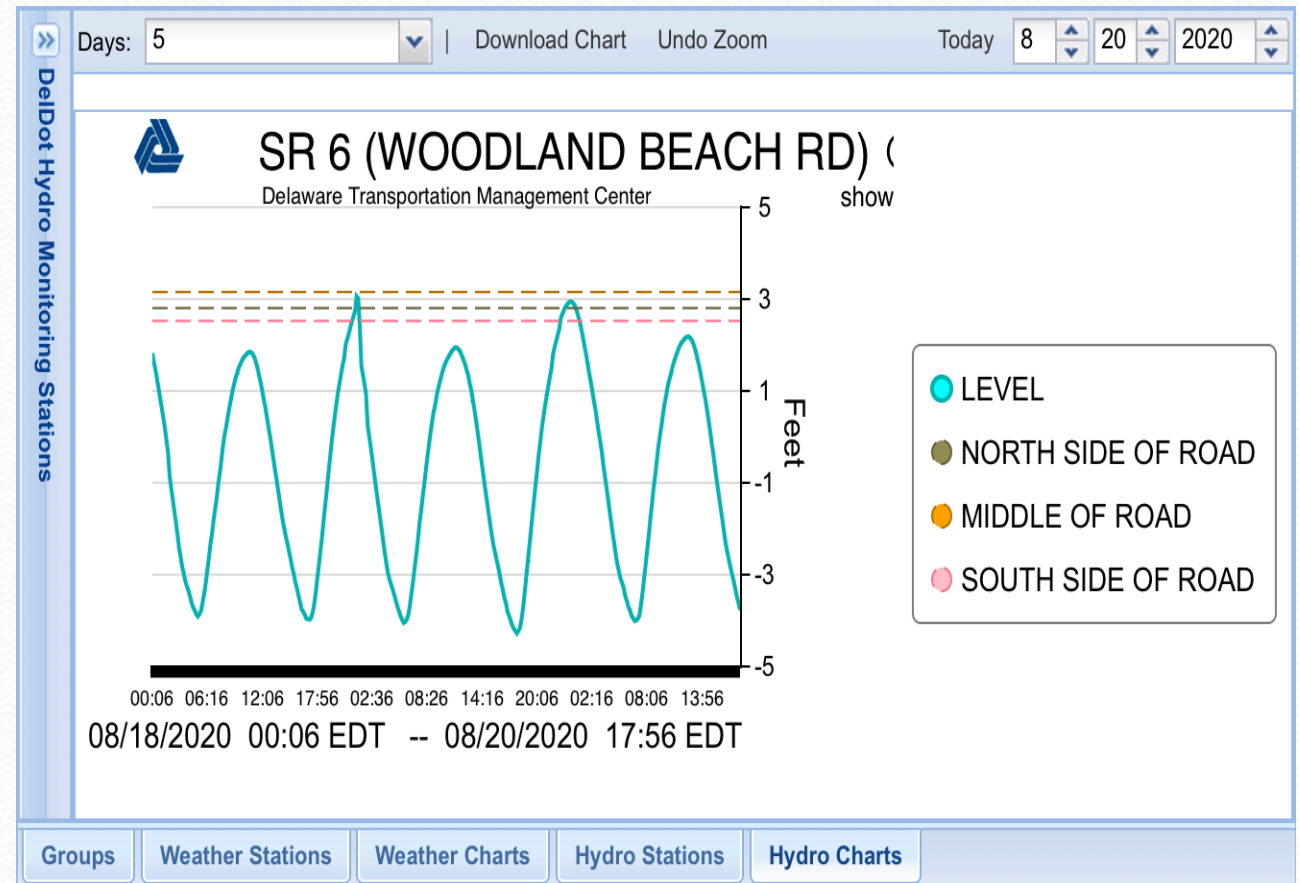 Days: 5 | Download Chart Undo Zoom Today 8 20 2020
DelDot Hydro Monitoring Stations
SR 6 (WOODLAND BEACH RD)
Delaware Transportation Management Center show
5
3
1
-1
-3
-5
Feet
LEVEL
NORTH SIDE OF ROAD
MIDDLE OF ROAD
SOUTH SIDE OF ROAD
00:06 06:16 12:06 17:56 02:36 08:26 14:16 20:06 02:16 08:06 13:56
08/18/2020 00:06 EDT -- 08/20/2020 17:56 EDT
Groups Weather Stations Weather Charts Hydro Stations Hydro Charts